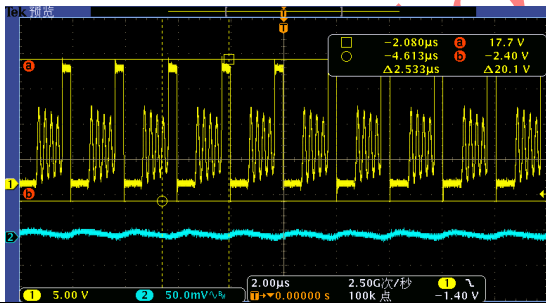 Tek 预览
T
T
−2.080μs a 17.7 V
−4.613μs b −2.40 V
Δ2.533μs Δ20.1 V
a
1
b
2
1 5.00 V 2 50.0mV∿BW
2.00μs 2.50G次/秒 1 −1.40 V
T→▾0.00000 s 100k 点